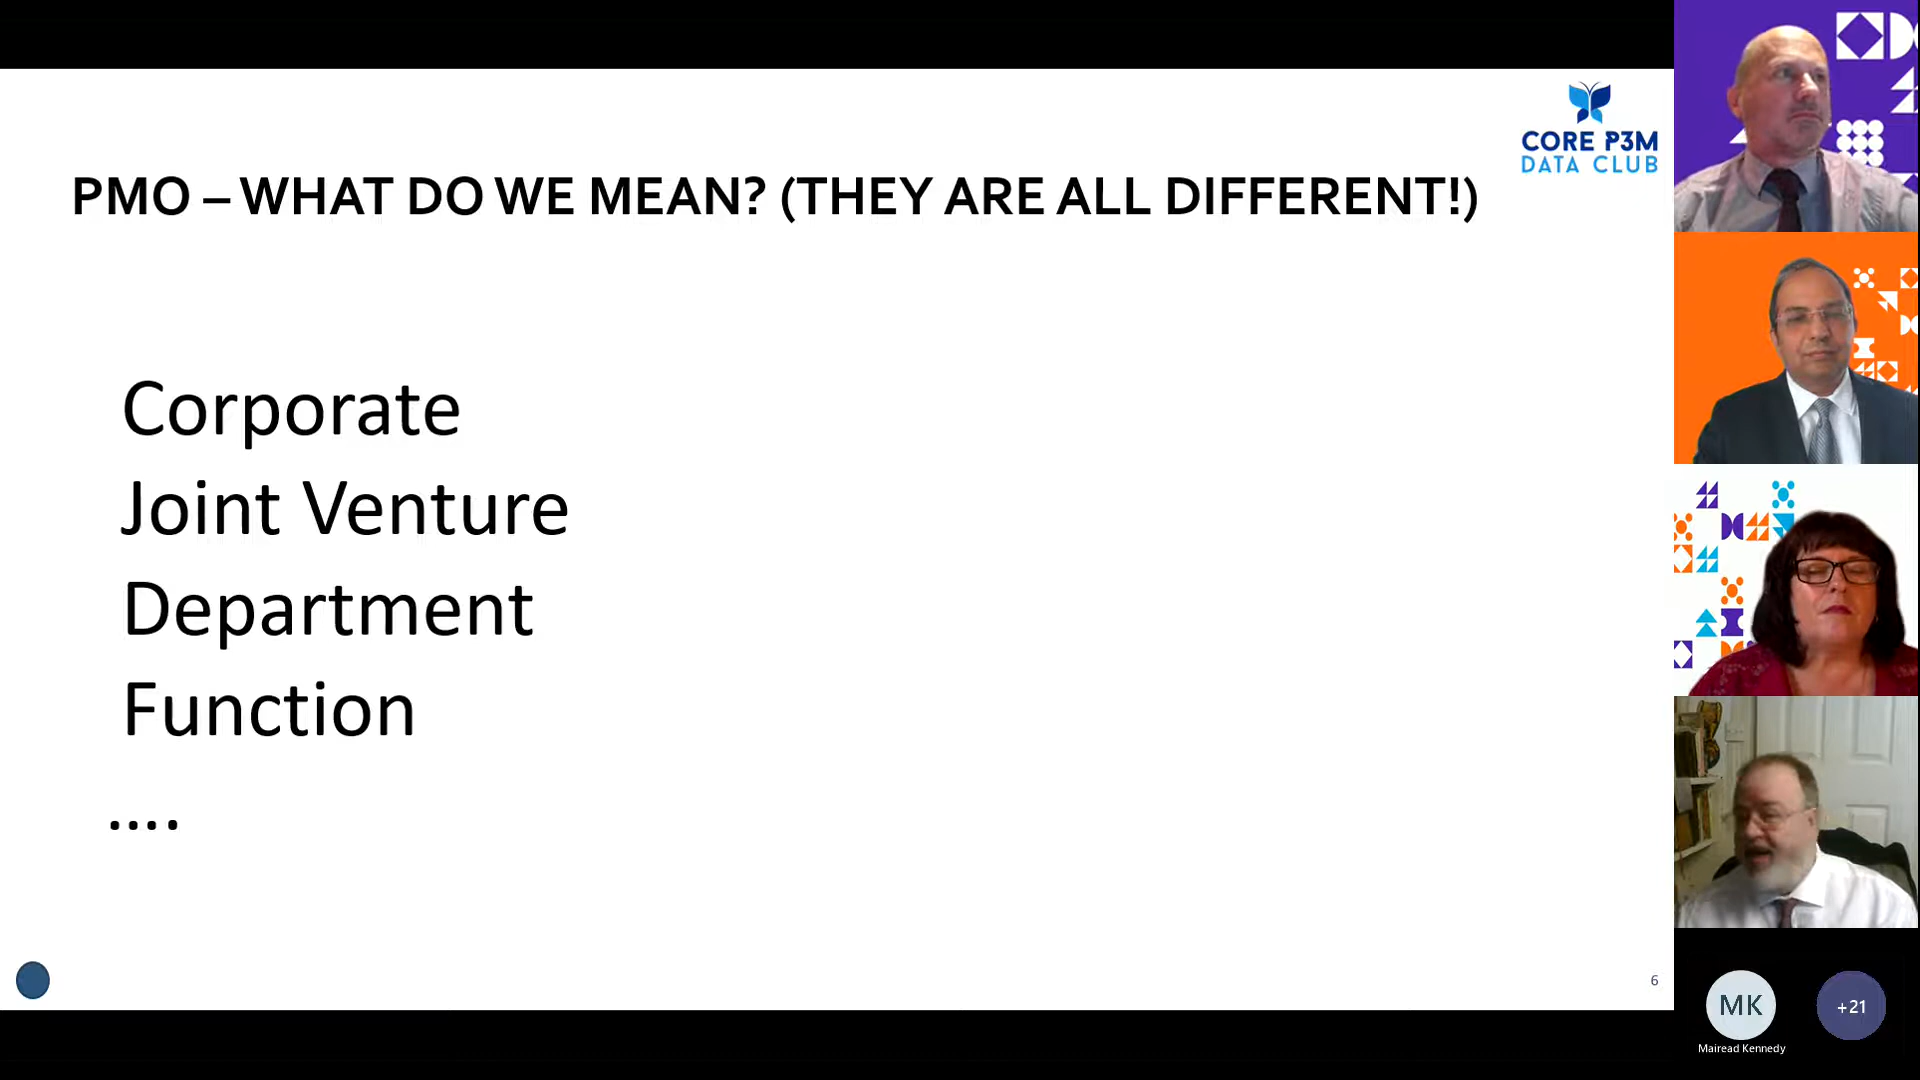 CORE P3M
DATA CLUB
PMO – WHAT DO WE MEAN? (THEY ARE ALL DIFFERENT!)
Corporate
Joint Venture
Department
Function
....
6
MK
+21
Mairead Kennedy